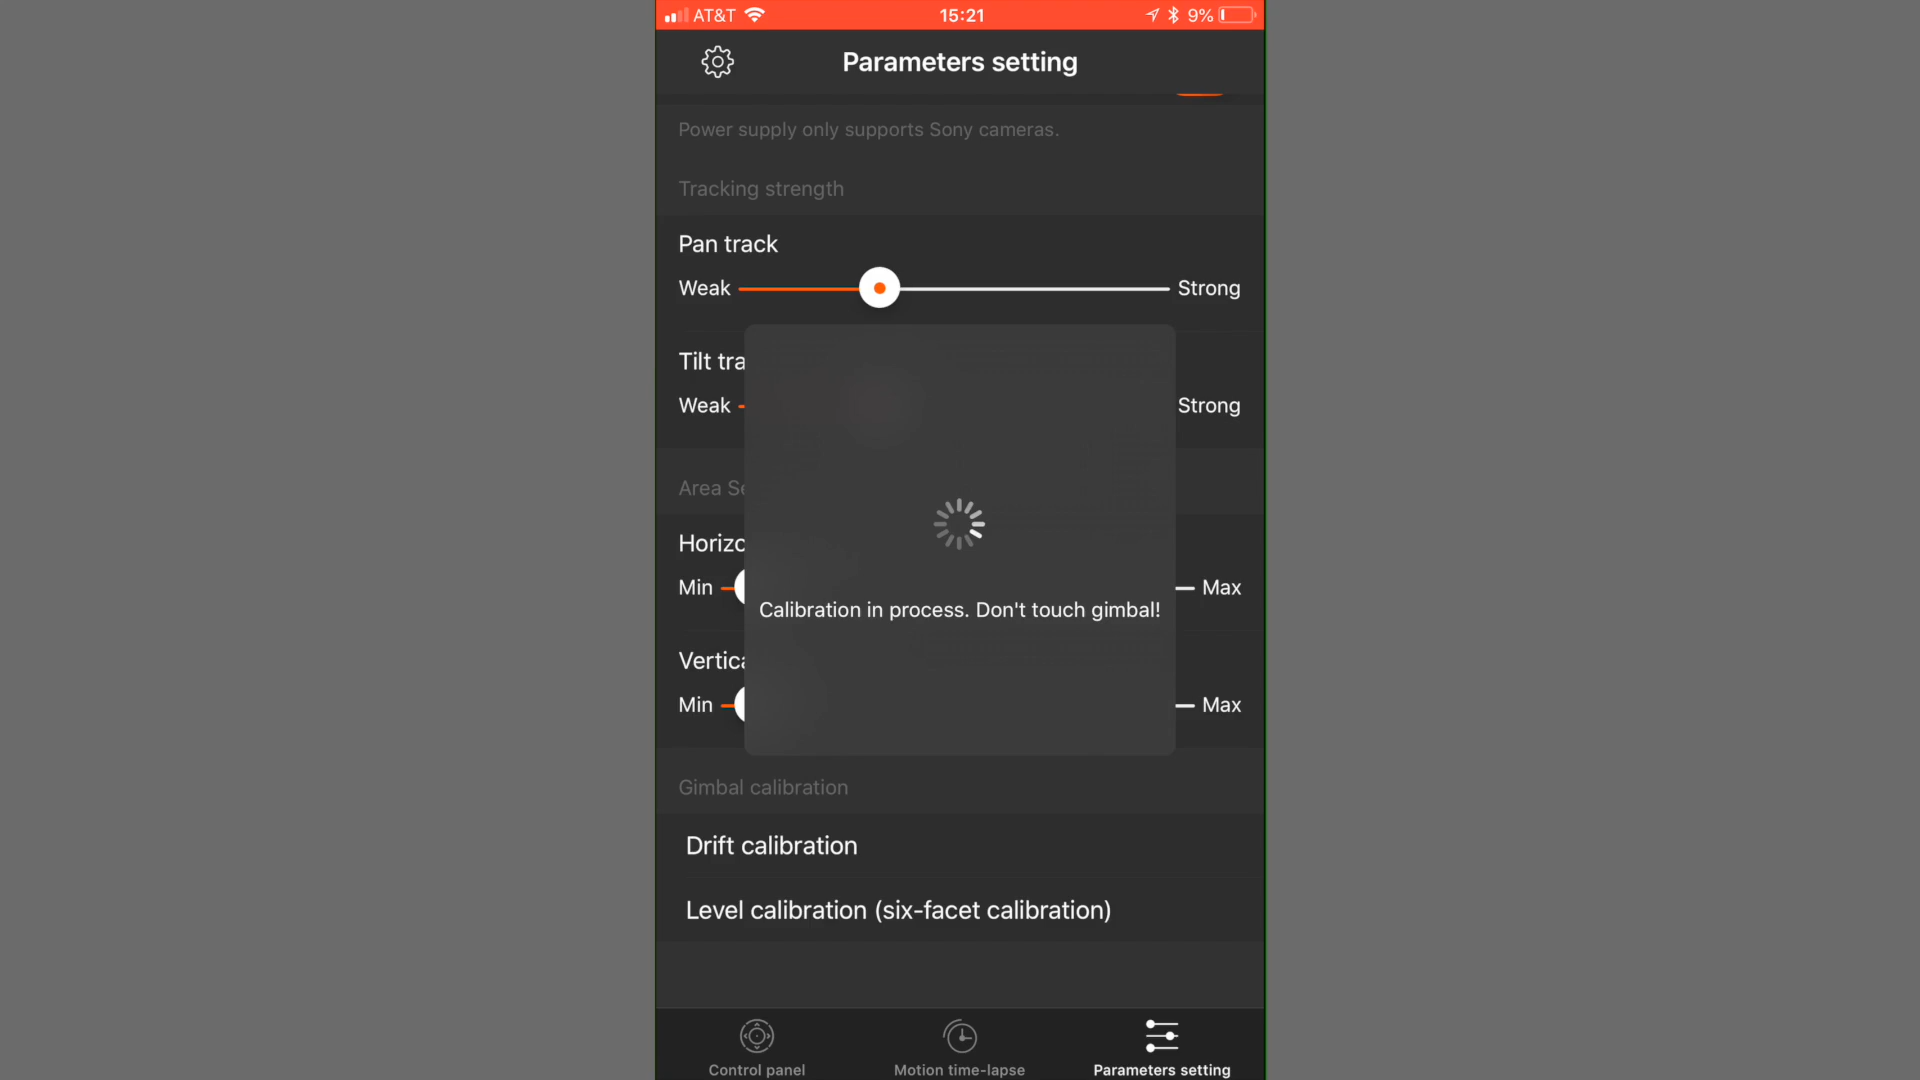 AT&T 15:21 9%
Parameters setting
Power supply only supports Sony cameras.
Tracking strength
Pan track
Weak Strong
Tilt tra
Weak Strong
Area Se
Horizo
Min Max
Calibration in process. Don't touch gimbal!
Vertica
Min Max
Gimbal calibration
Drift calibration
Level calibration (six-facet calibration)
Control panel Motion time-lapse Parameters setting